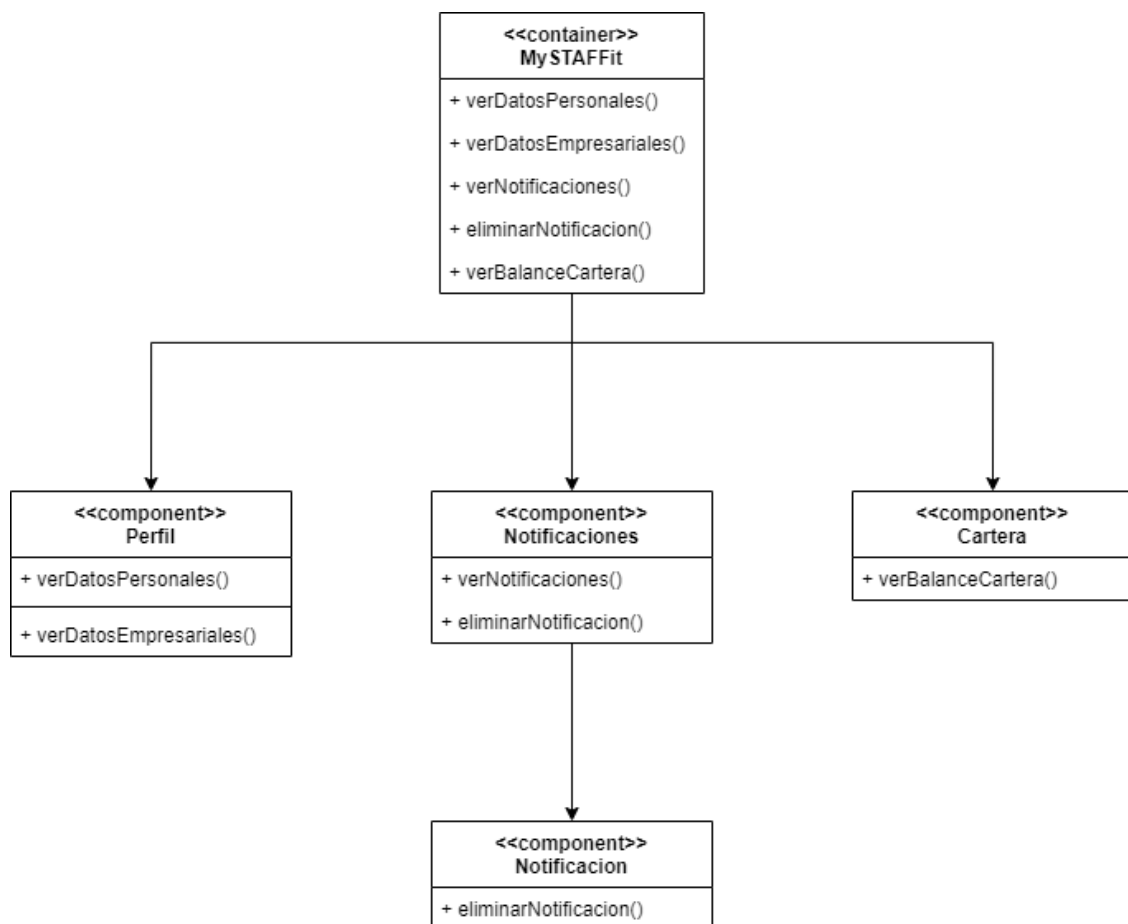 <<container>>
MySTAFFit
+ verDatosPersonales()
+ verDatosEmpresariales()
+ verNotificaciones()
+ eliminarNotificacion()
+ verBalanceCartera()
<<component>>
Perfil
+ verDatosPersonales()
+ verDatosEmpresariales()
<<component>>
Notificaciones
+ verNotificaciones()
+ eliminarNotificacion()
<<component>>
Cartera
+ verBalanceCartera()
<<component>>
Notificacion
+ eliminarNotificacion()